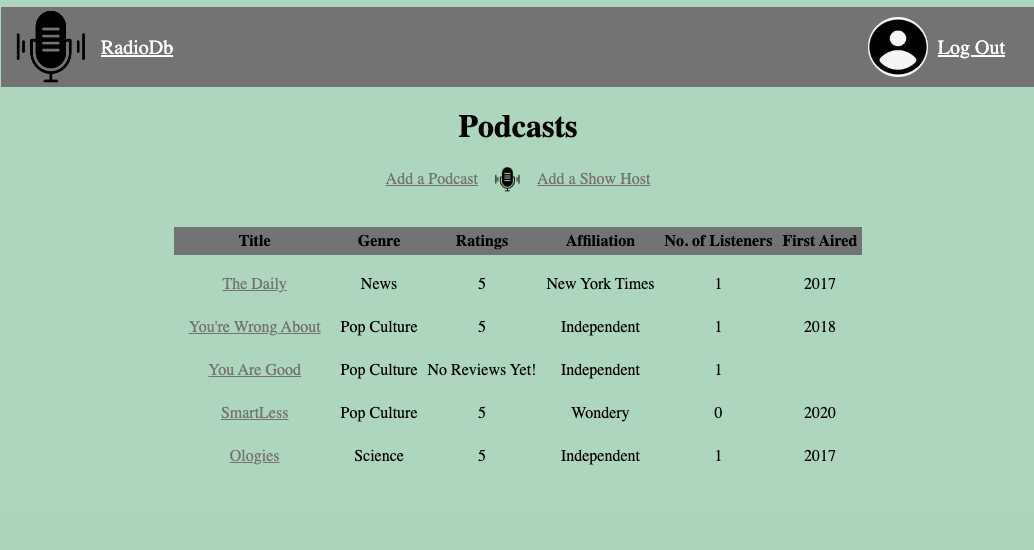 RadioDb Log Out
Podcasts
Add a Podcast Add a Show Host
Title Genre Ratings Affiliation No. of Listeners First Aired
The Daily News 5 New York Times 1 2017
You're Wrong About Pop Culture 5 Independent 1 2018
You Are Good Pop Culture No Reviews Yet! Independent 1
SmartLess Pop Culture 5 Wondery 0 2020
Ologies Science 5 Independent 1 2017